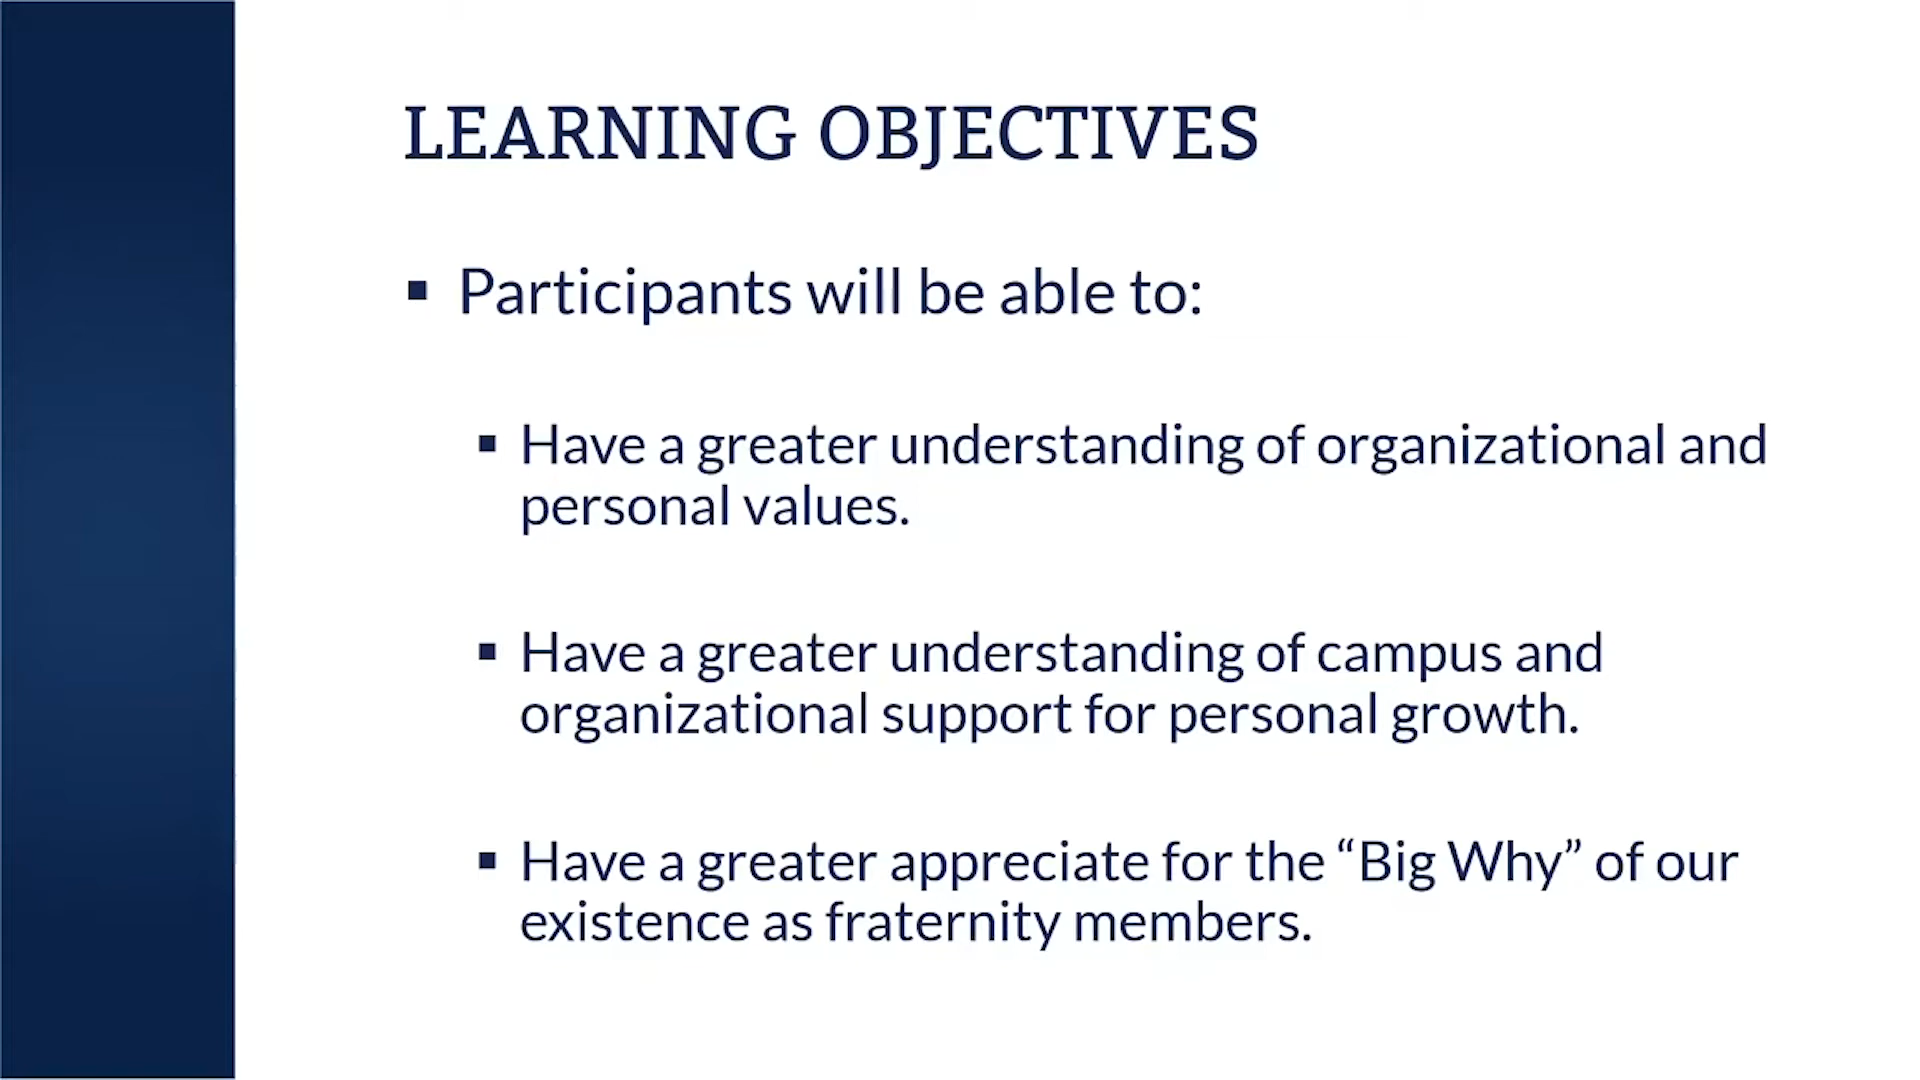 LEARNING OBJECTIVES
▪ Participants will be able to:
▪ Have a greater understanding of organizational and
personal values.
▪ Have a greater understanding of campus and
organizational support for personal growth.
▪ Have a greater appreciate for the “Big Why” of our
existence as fraternity members.